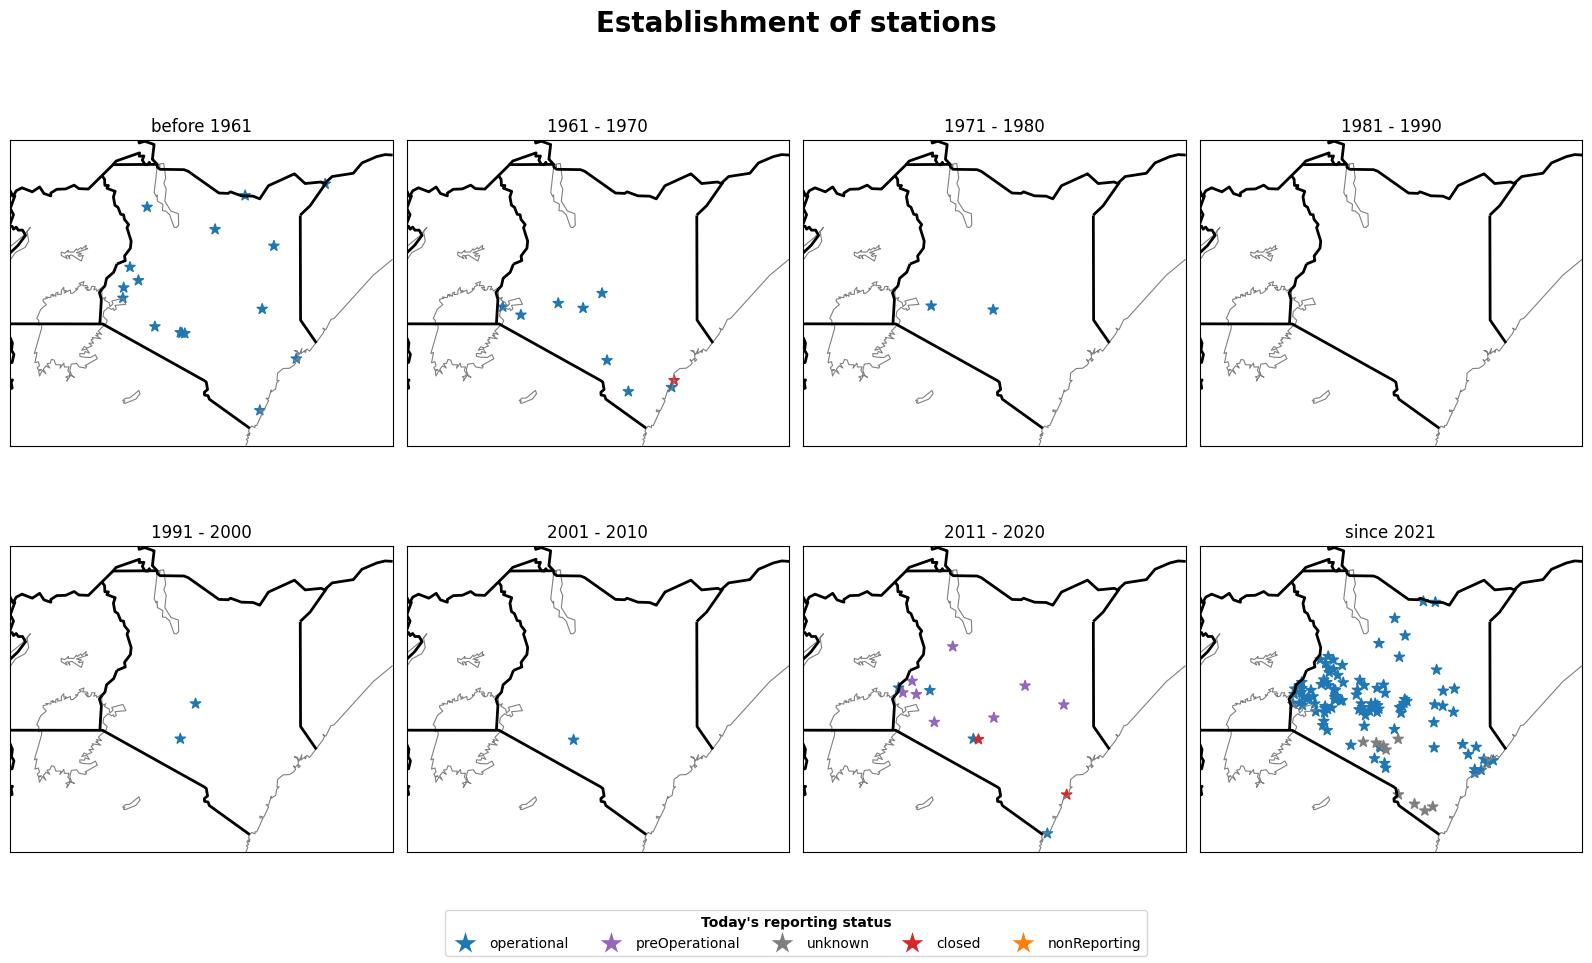 Establishment of stations
before 1961
1961 - 1970
1971 - 1980
1981 - 1990
1991 - 2000
2001 - 2010
2011 - 2020
since 2021
Today's reporting status
operational preOperational unknown closed nonReporting